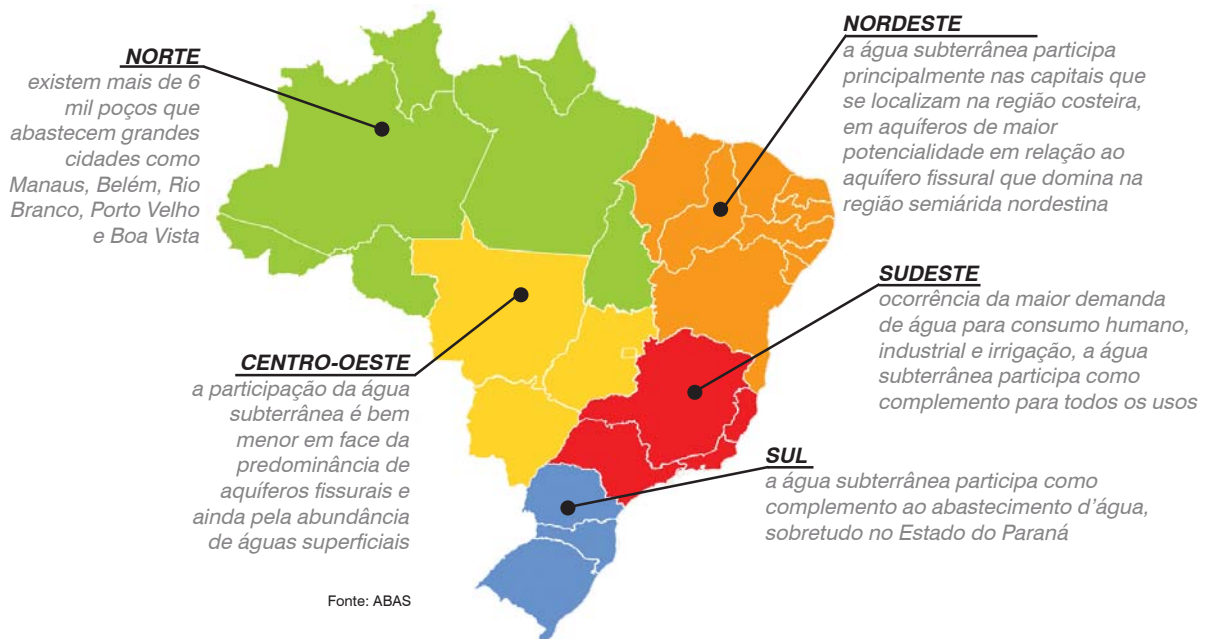 NORTE
existem mais de 6
mil poços que
abastecem grandes
cidades como
Manaus, Belém, Rio
Branco, Porto Velho
e Boa Vista
NORDESTE
a água subterrânea participa
principalmente nas capitais que
se localizam na região costeira,
em aquíferos de maior
potencialidade em relação ao
aquífero fissural que domina na
região semiárida nordestina
CENTRO-OESTE
a participação da água
subterrânea é bem
menor em face da
predominância de
aquíferos fissurais e
ainda pela abundância
de águas superficiais
SUDESTE
ocorrência da maior demanda
de água para consumo humano,
industrial e irrigação, a água
subterrânea participa como
complemento para todos os usos
SUL
a água subterrânea participa como
complemento ao abastecimento d’água,
sobretudo no Estado do Paraná
Fonte: ABAS